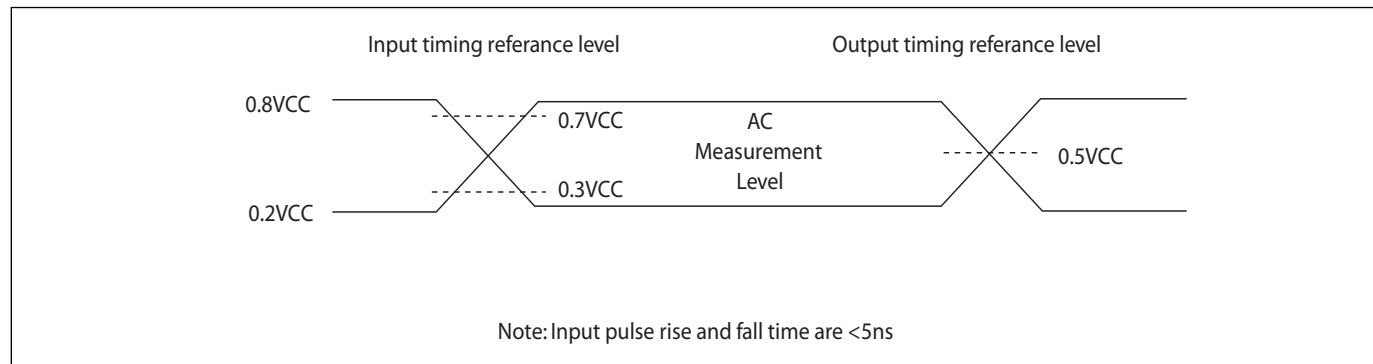 Input timing referance level
Output timing referance level
0.8VCC
0.7VCC
AC
Measurement
Level
0.5VCC
0.3VCC
0.2VCC
Note: Input pulse rise and fall time are <5ns